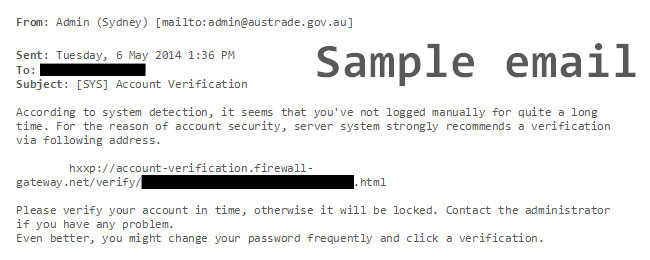 From: Admin (Sydney) [mailto:admin@austrade.gov.au]
Sent: Tuesday, 6 May 2014 1:36 PM
Sample email
To:
Subject: [SYS] Account Verification
According to system detection, it seems that you've not logged manually for quite a long
time. For the reason of account security, server system strongly recommends a verification
via following address.
hxxp://account-verification.firewall-
gateway.net/verify/ .html
Please verify your account in time, otherwise it will be locked. Contact the administrator
if you have any problem.
Even better, you might change your password frequently and click a verification.